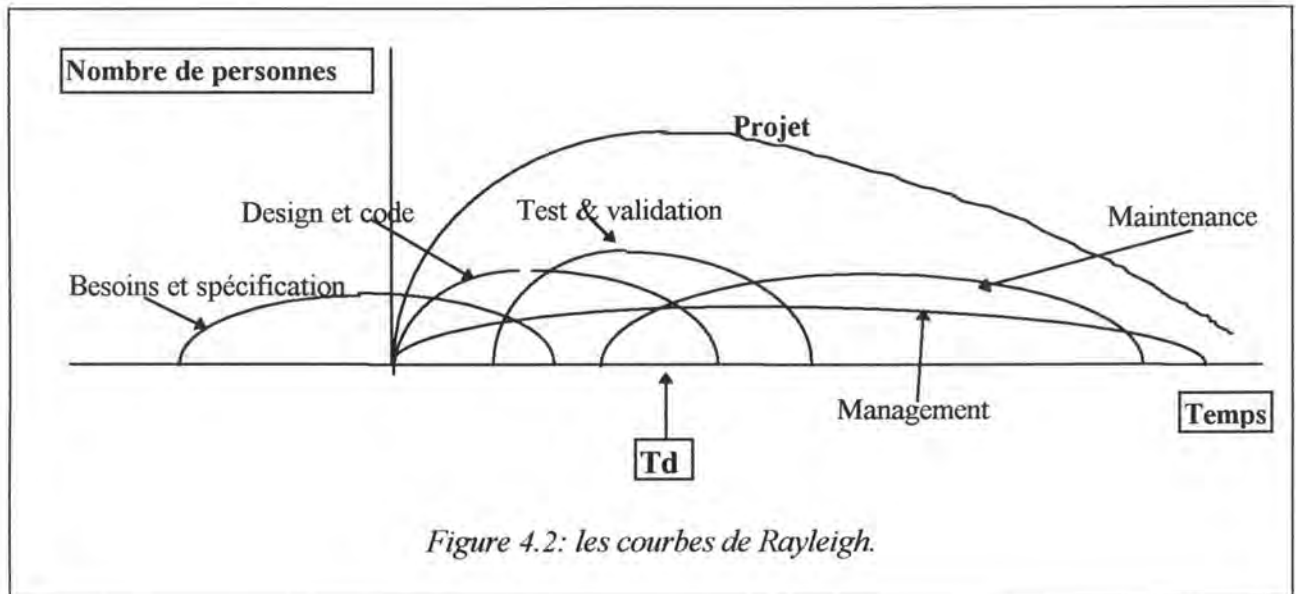 Nombre de personnes
Projet
Design et code
Test & validation
Maintenance
Besoins et spécification
Management
Temps
Td
Figure 4.2: les courbes de Rayleigh.